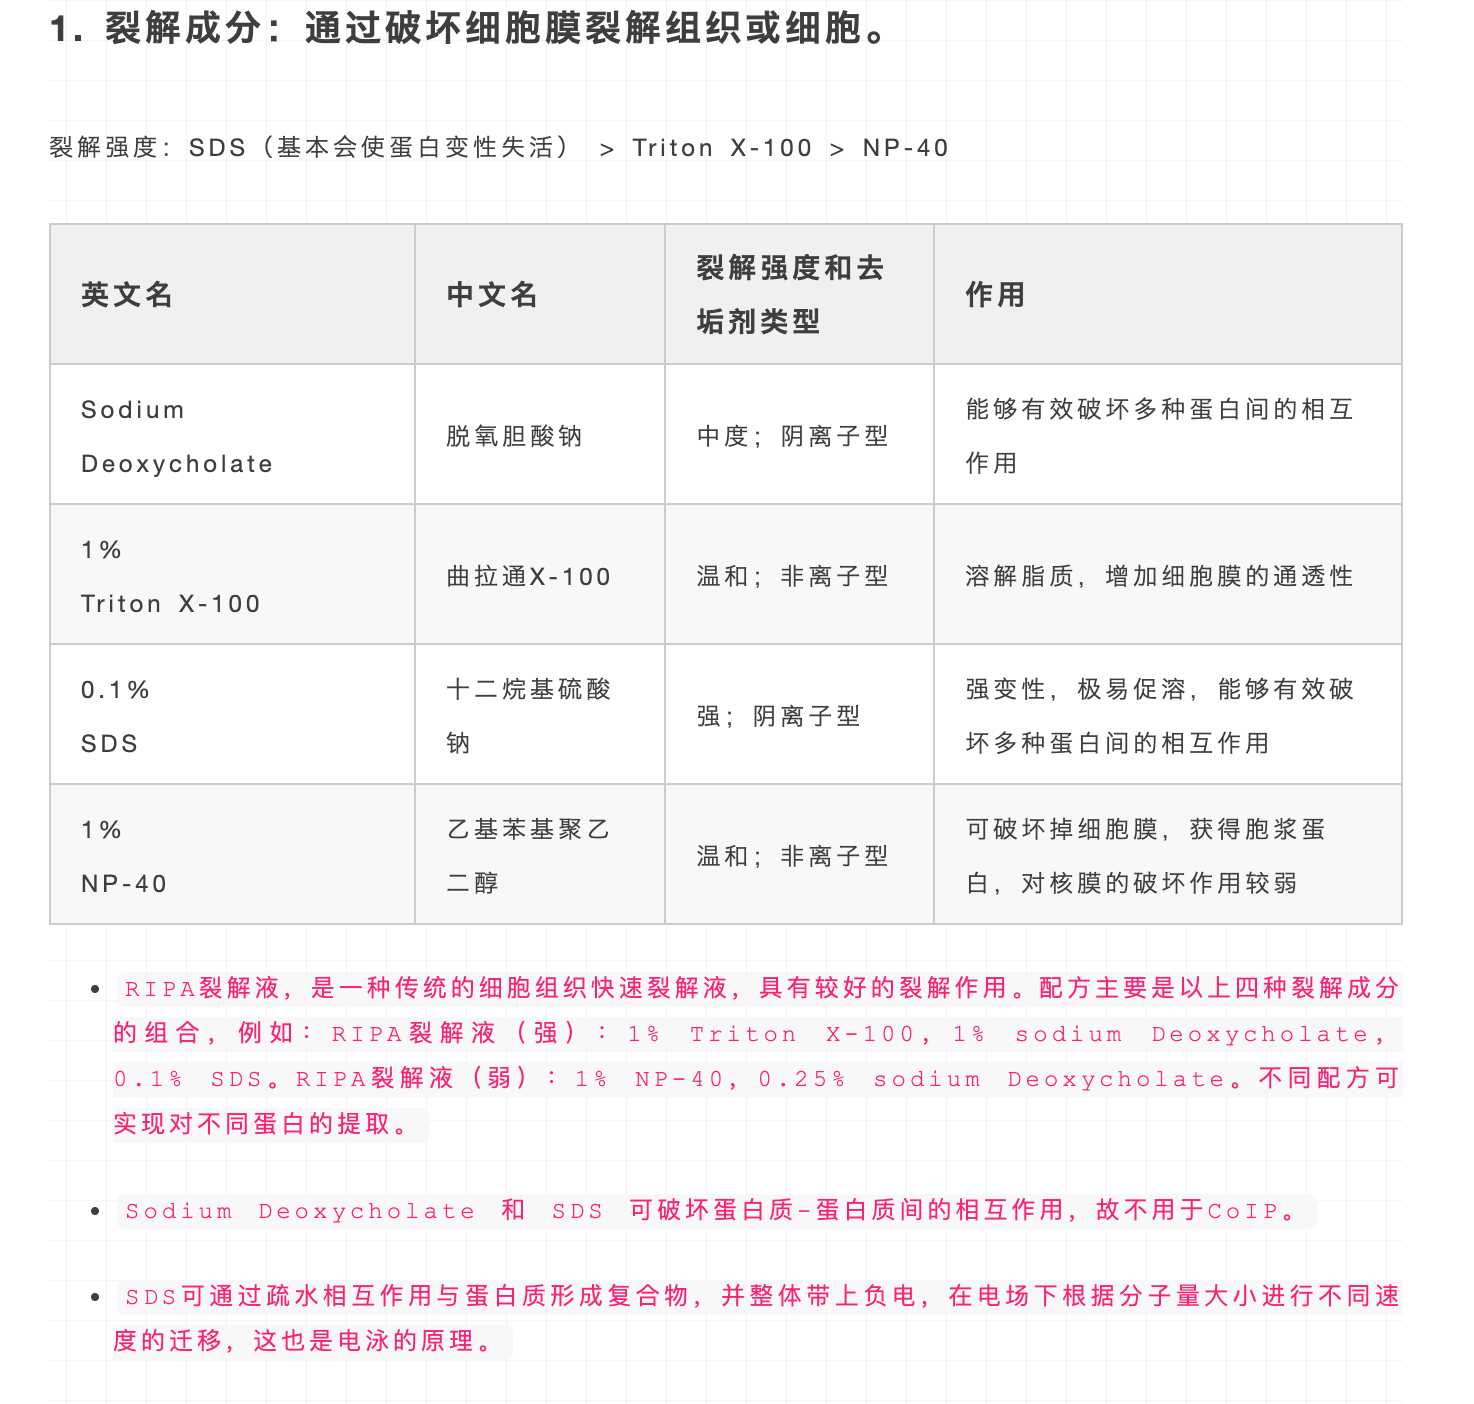 1. 裂解成分：通过破坏细胞膜裂解组织或细胞。
裂解强度：SDS（基本会使蛋白变性失活） > Triton X-100 > NP-40
英文名
中文名
裂解强度和去
垢剂类型
作用
Sodium
Deoxycholate
脱氧胆酸钠
中度；阴离子型
能够有效破坏多种蛋白间的相互
作用
1%
Triton X-100
曲拉通X-100
温和；非离子型
溶解脂质，增加细胞膜的通透性
0.1%
SDS
十二烷基硫酸
钠
强；阴离子型
强变性，极易促溶，能够有效破
坏多种蛋白间的相互作用
1%
NP-40
乙基苯基聚乙
二醇
温和；非离子型
可破坏掉细胞膜，获得胞浆蛋
白，对核膜的破坏作用较弱
• RIPA裂解液，是一种传统的细胞组织快速裂解液，具有较好的裂解作用。配方主要是以上四种裂解成分
的组合，例如：RIPA裂解液（强）：1% Triton X-100，1% sodium Deoxycholate，
0.1% SDS。RIPA裂解液（弱）：1% NP-40，0.25% sodium Deoxycholate。不同配方可
实现对不同蛋白的提取。
• Sodium Deoxycholate 和 SDS 可破坏蛋白质-蛋白质间的相互作用，故不用于CoIP。
• SDS可通过疏水相互作用与蛋白质形成复合物，并整体带上负电，在电场下根据分子量大小进行不同速
度的迁移，这也是电泳的原理。